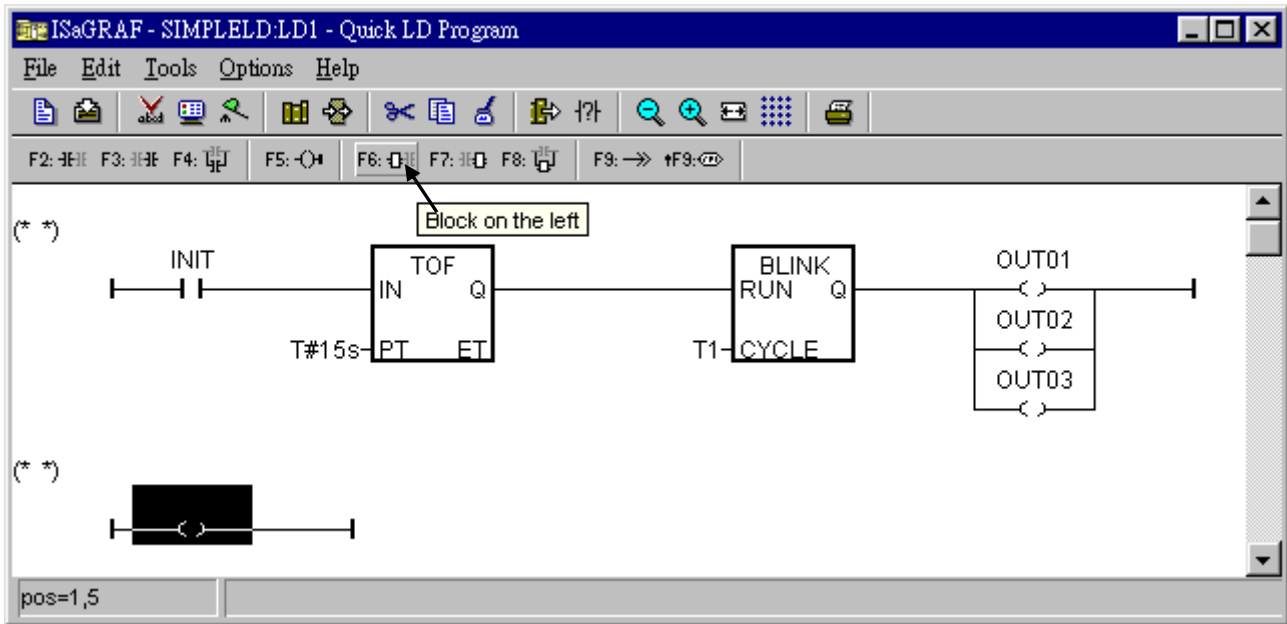 ISaGRAF - SIMPLELD:LD1 - Quick LD Program
File Edit Tools Options Help
F2: F3: F4: F5: F6: F7: F8: F9: ↑F9:
Block on the left
(* *)
INIT TOF BLINK OUT01
IN Q RUN Q
OUT02
T#15s PT ET T1 CYCLE
OUT03
(* *)
pos=1,5